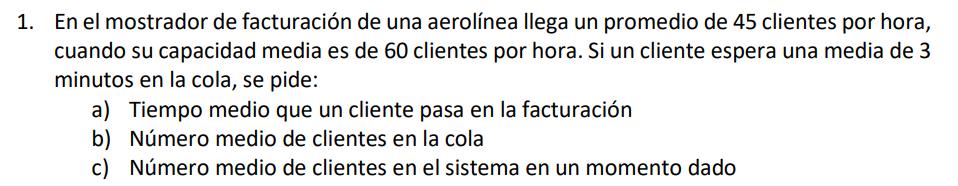 1. En el mostrador de facturación de una aerolínea llega un promedio de 45 clientes por hora,
cuando su capacidad media es de 60 clientes por hora. Si un cliente espera una media de 3
minutos en la cola, se pide:
a) Tiempo medio que un cliente pasa en la facturación
b) Número medio de clientes en la cola
c) Número medio de clientes en el sistema en un momento dado